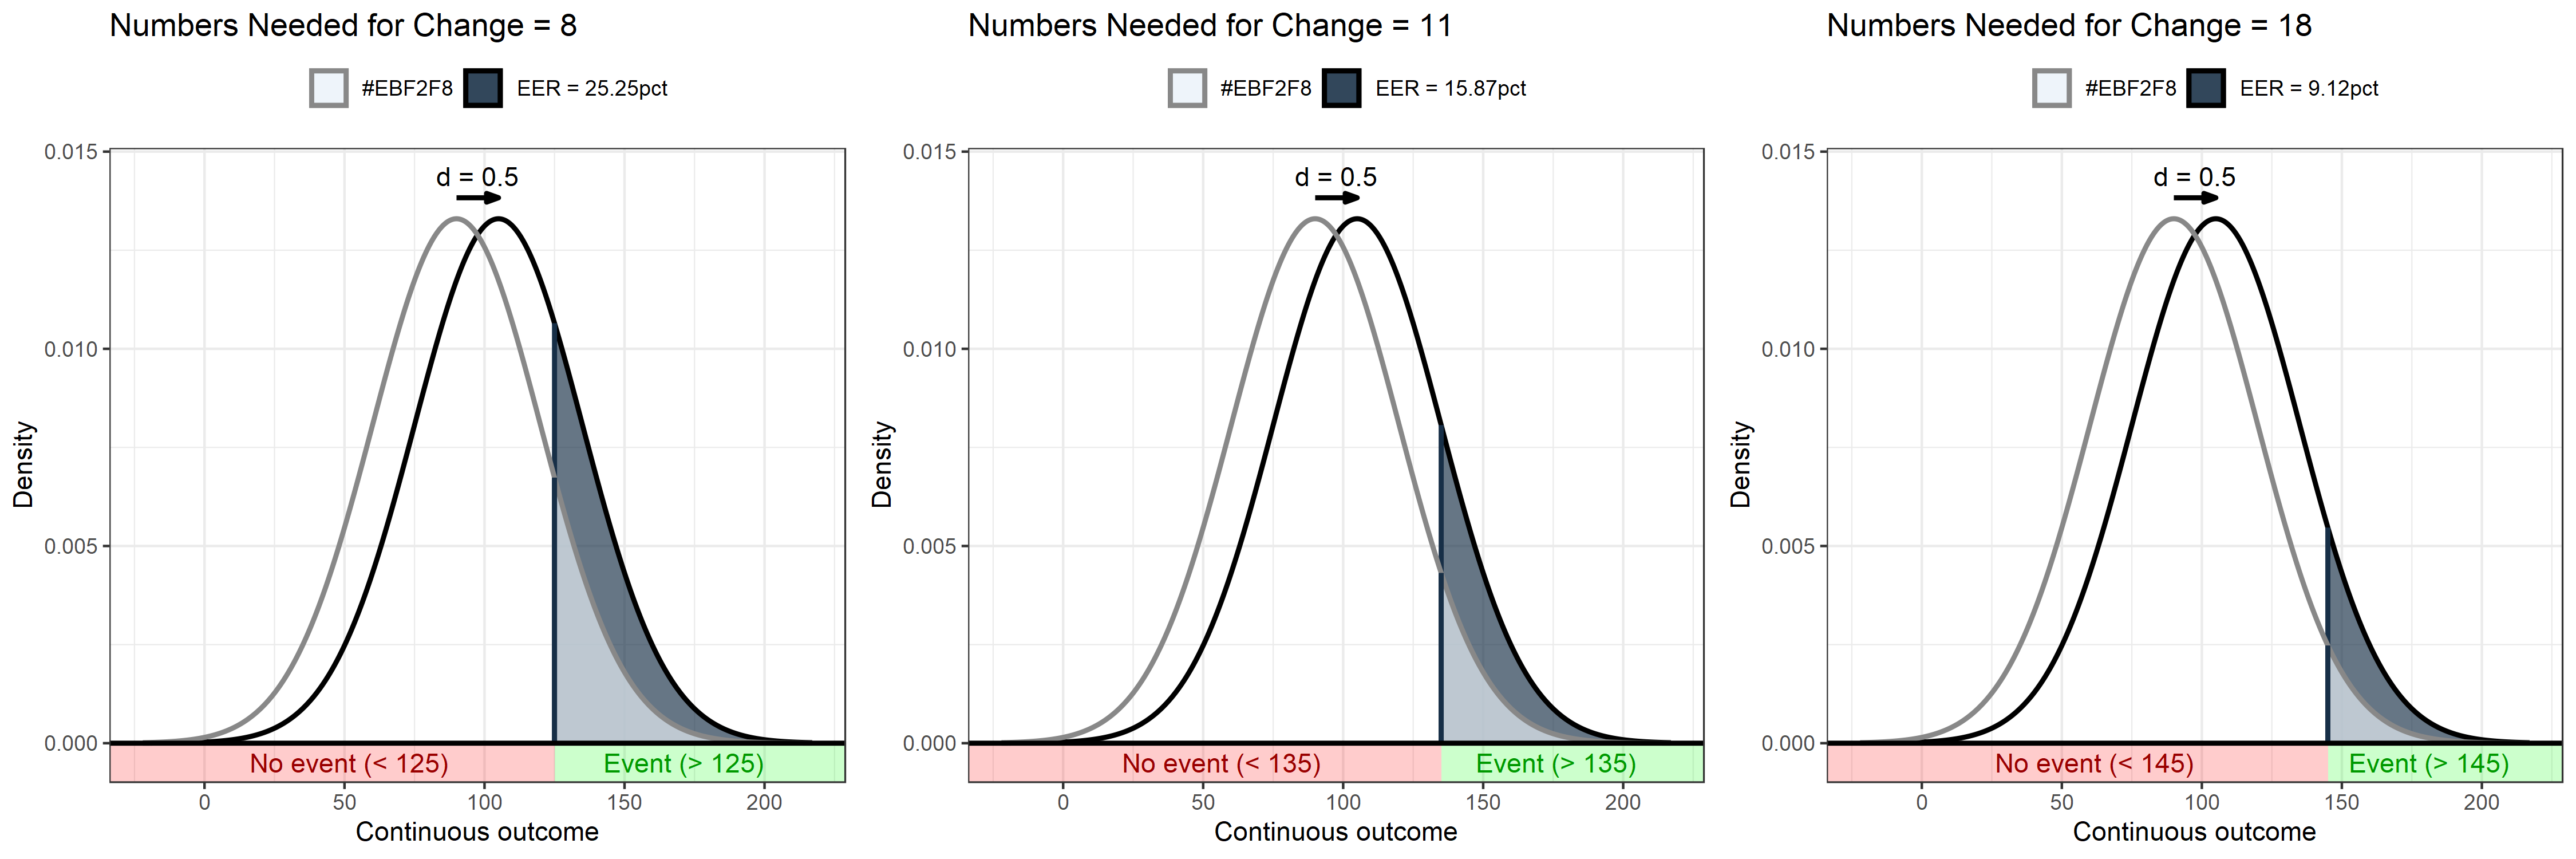 Numbers Needed for Change = 8
#EBF2F8 EER = 25.25pct
0.015
0.010
0.005
0.000
Density
d = 0.5
No event (< 125) Event (> 125)
0 50 100 150 200
Continuous outcome
Numbers Needed for Change = 11
#EBF2F8 EER = 15.87pct
0.015
0.010
0.005
0.000
Density
d = 0.5
No event (< 135) Event (> 135)
0 50 100 150 200
Continuous outcome
Numbers Needed for Change = 18
#EBF2F8 EER = 9.12pct
0.015
0.010
0.005
0.000
Density
d = 0.5
No event (< 145) Event (> 145)
0 50 100 150 200
Continuous outcome